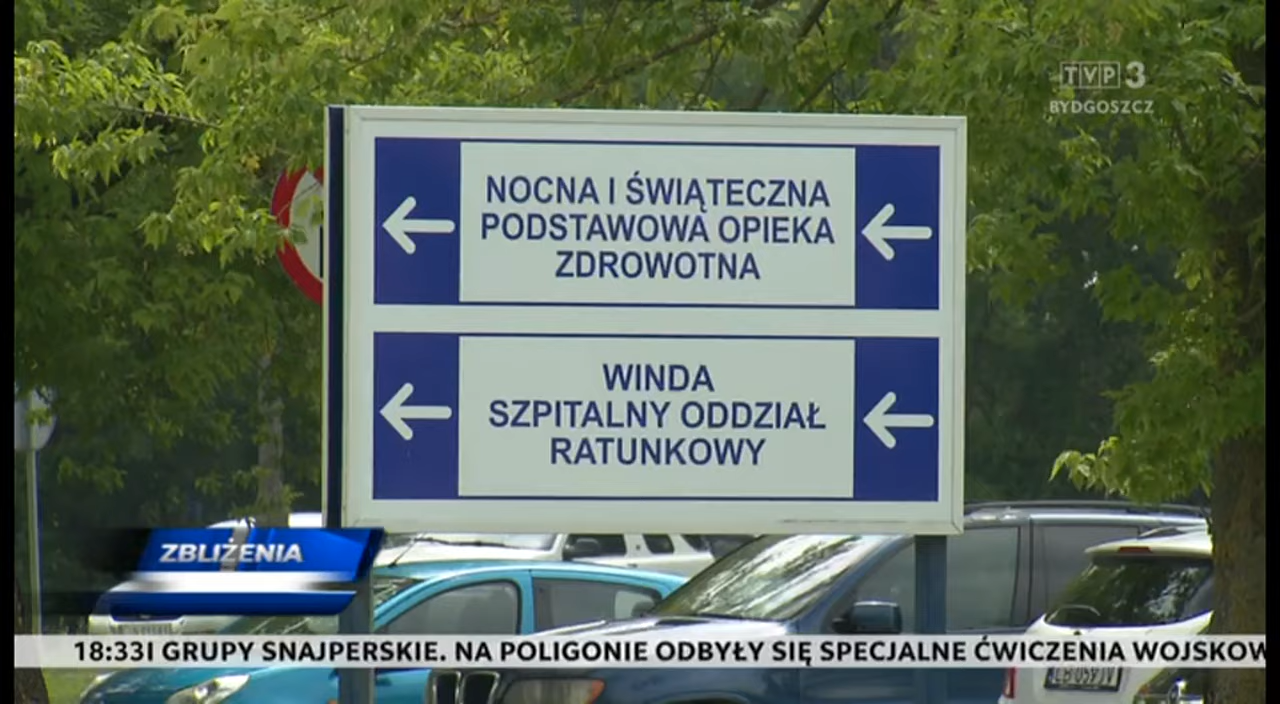 TVP3
BYDGOSZCZ
NOCNA I ŚWIĄTECZNA
PODSTAWOWA OPIEKA
ZDROWOTNA
WINDA
SZPITALNY ODDZIAŁ
RATUNKOWY
ZBLIŻENIA
18:33I GRUPY SNAJPERSKIE. NA POLIGONIE ODBYŁY SIĘ SPECJALNE ĆWICZENIA WOJSKOW